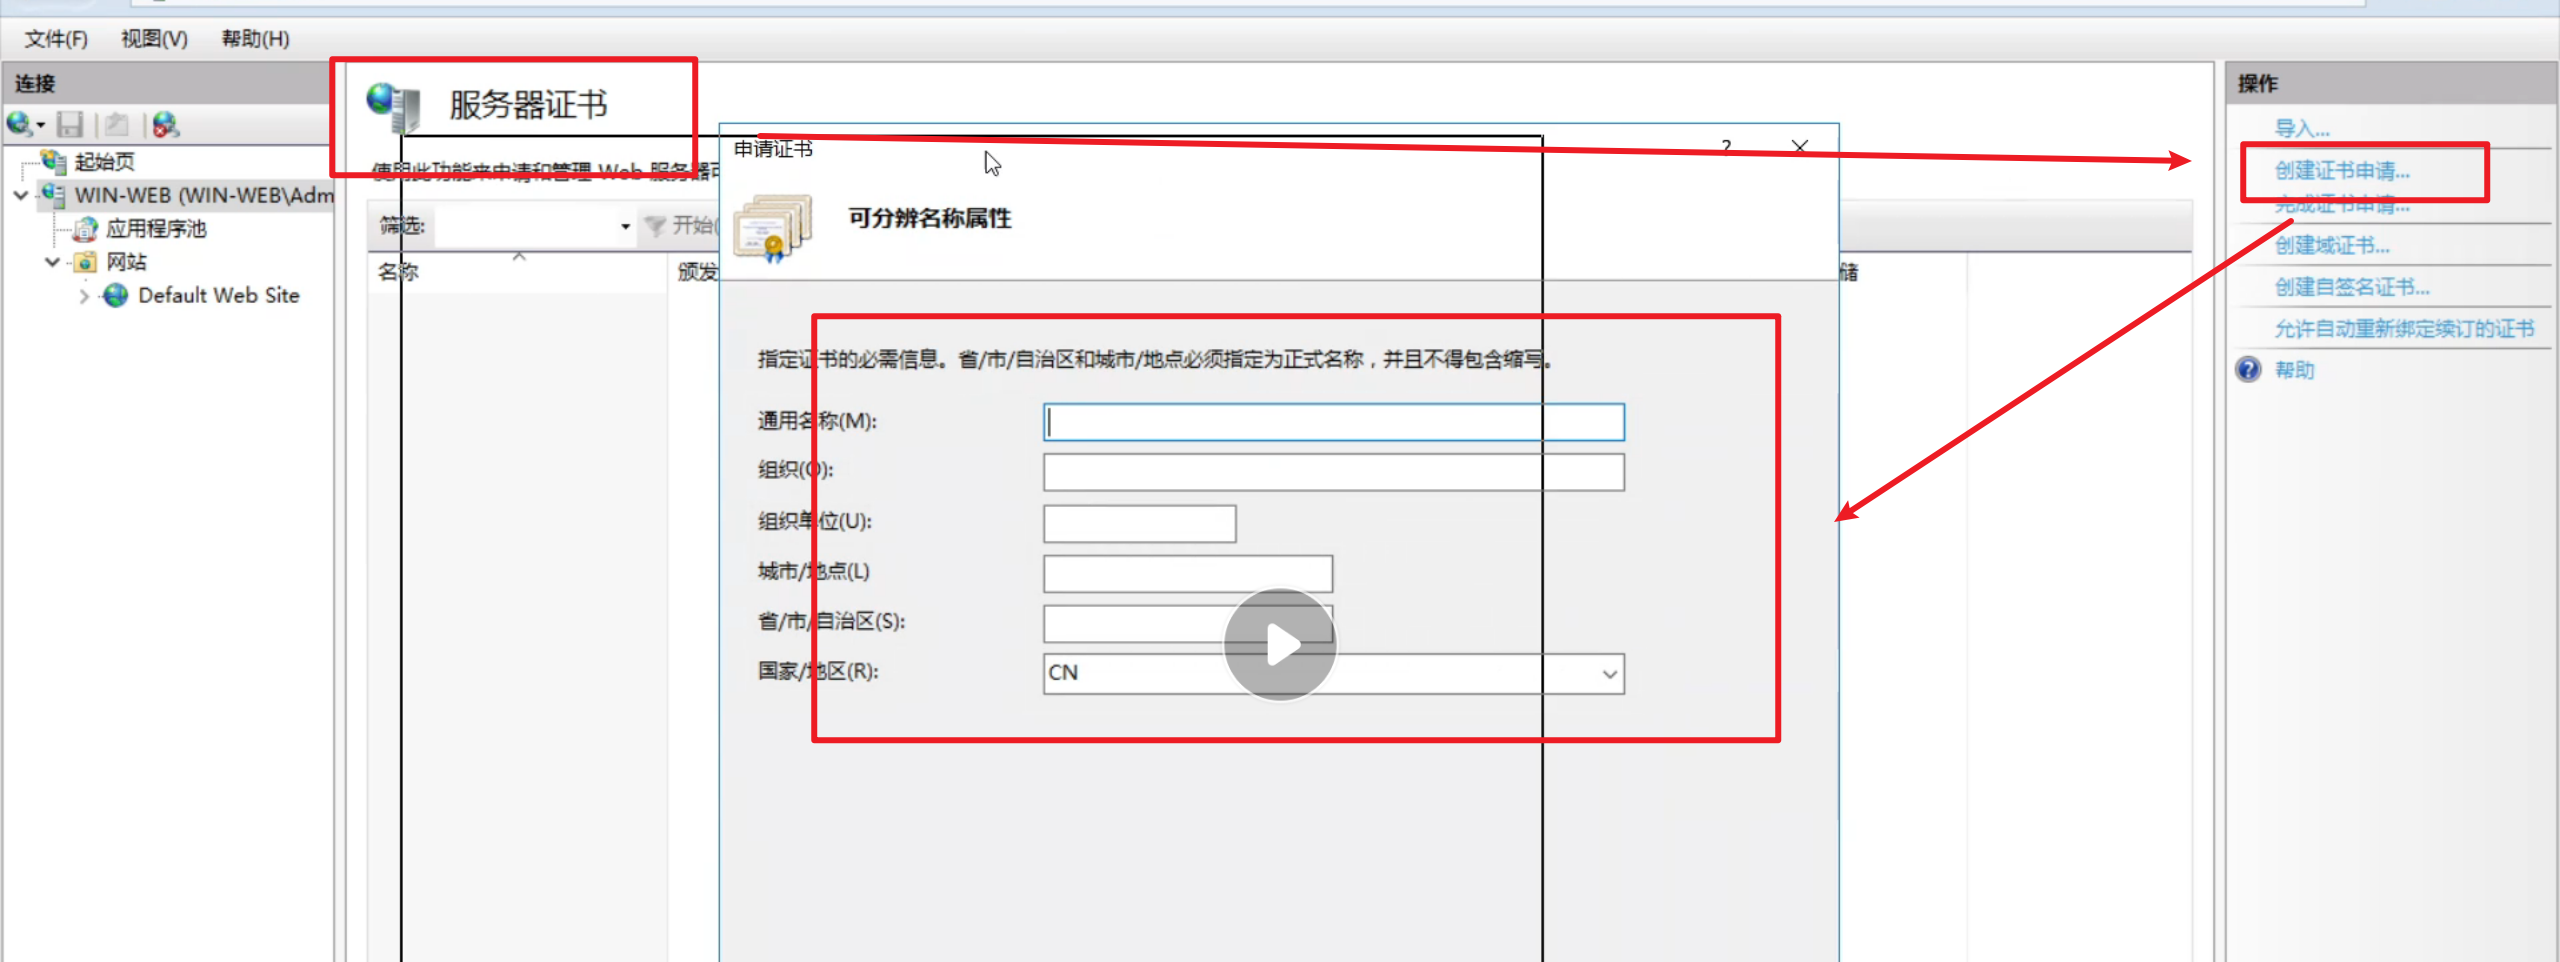 文件(F) 视图(V) 帮助(H)
连接
起始页
WIN-WEB (WIN-WEB\Adm
应用程序池
网站
Default Web Site
服务器证书
使用此功能来申请和管理 Web 服务器可
筛选: 开始(
名称 颁发
储
申请证书 ?
可分辨名称属性
指定证书的必需信息。省/市/自治区和城市/地点必须指定为正式名称，并且不得包含缩写。
通用名称(M):
组织(O):
组织单位(U):
城市/地点(L)
省/市/自治区(S):
国家/地区(R): CN
操作
导入...
创建证书申请...
完成证书申请...
创建域证书...
创建自签名证书...
允许自动重新绑定续订的证书
帮助